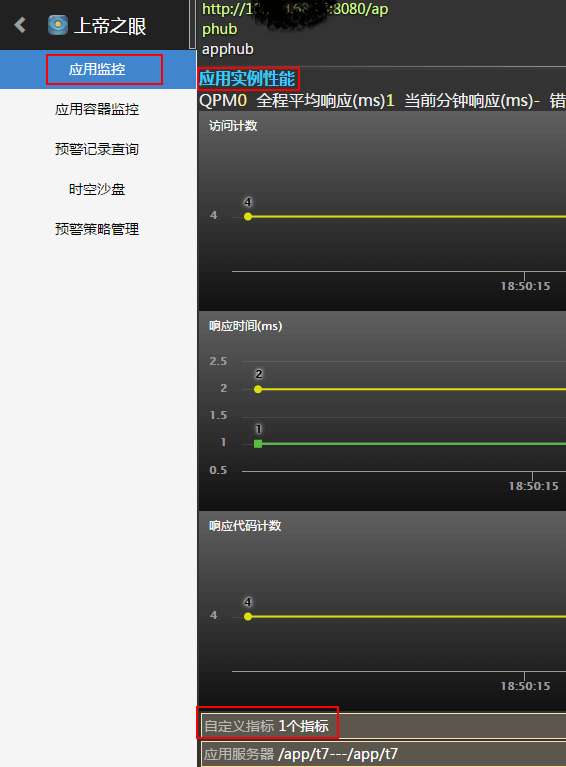 上帝之眼
应用监控
应用容器监控
预警记录查询
时空沙盘
预警策略管理
:8080/ap
phub
apphub
应用实例性能
QPM0 全程平均响应(ms)1 当前分钟响应(ms)- 错
访问计数
4
4
18:50:15
响应时间(ms)
2.5
2
2
1.5
1
1
0.5
18:50:15
响应代码计数
4
4
18:50:15
自定义指标 1个指标
应用服务器 /app/t7---/app/t7